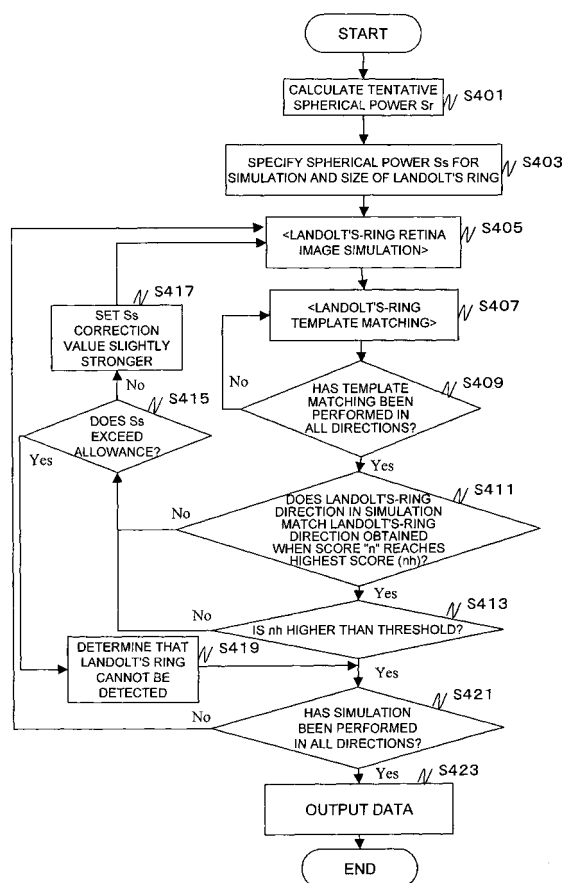 START
CALCULATE TENTATIVE
SPHERICAL POWER Sr
S401
SPECIFY SPHERICAL POWER Ss FOR
SIMULATION AND SIZE OF LANDOLT'S RING
S403
<LANDOLT'S-RING RETINA
IMAGE SIMULATION>
S405
S417
SET Ss
CORRECTION
VALUE SLIGHTLY
STRONGER
<LANDOLT'S-RING
TEMPLATE MATCHING>
S407
No
S415
DOES Ss
EXCEED
ALLOWANCE?
Yes
No
S409
HAS TEMPLATE
MATCHING BEEN
PERFORMED IN
ALL DIRECTIONS?
Yes
S411
DOES LANDOLT'S-RING
DIRECTION IN SIMULATION
MATCH LANDOLT'S-RING
DIRECTION OBTAINED
WHEN SCORE "n" REACHES
HIGHEST SCORE (nh)?
No
Yes
S413
No
IS nh HIGHER THAN THRESHOLD?
Yes
DETERMINE THAT
LANDOLT'S RING
CANNOT BE
DETECTED
S419
S421
No
HAS SIMULATION
BEEN PERFORMED
IN ALL DIRECTIONS?
Yes
S423
OUTPUT DATA
END